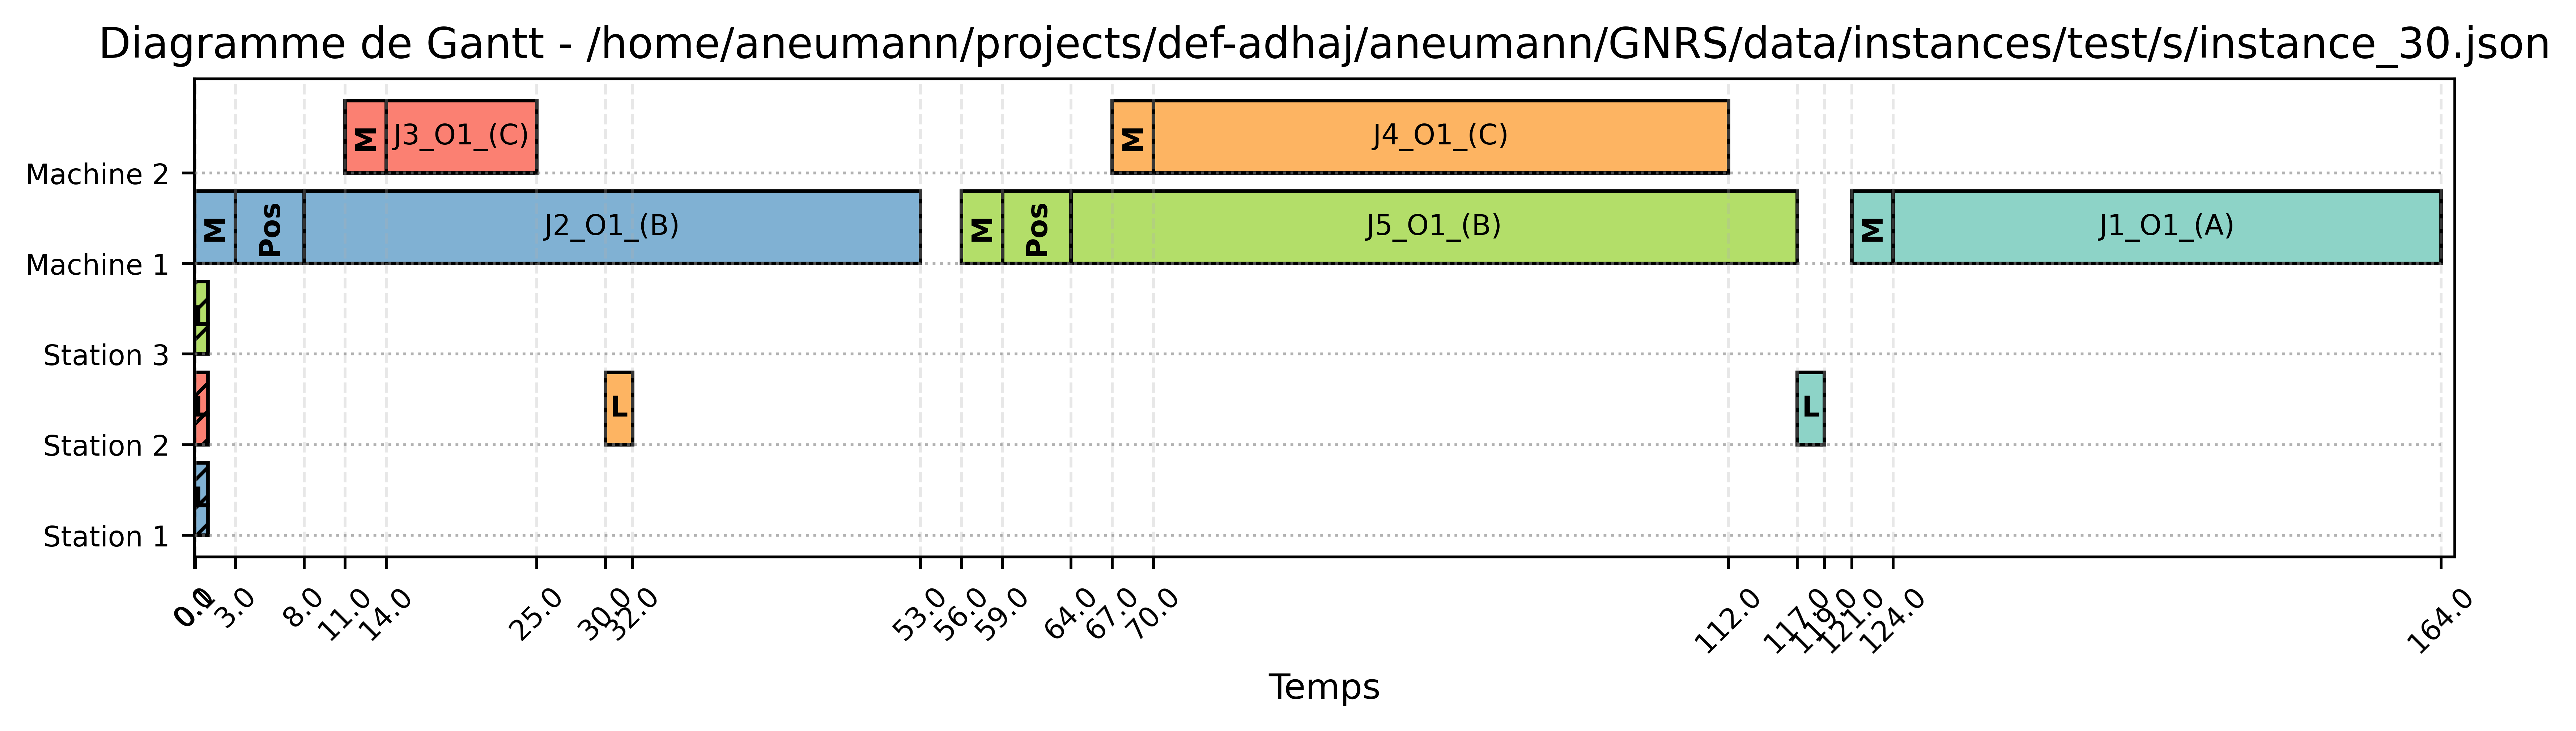 Diagramme de Gantt - /home/aneumann/projects/def-adhaj/aneumann/GNRS/data/instances/test/s/instance_30.json
M J3_O1_(C) M J4_O1_(C)
Machine 2
M Pos J2_O1_(B) M Pos J5_O1_(B) M J1_O1_(A)
Machine 1
Station 3
L L
Station 2
Station 1
3.0 8.0 11.0 14.0 25.0 30.0 32.0 53.0 56.0 59.0 64.0 67.0 70.0 112.0 117.0 119.0 121.0 124.0 164.0
Temps